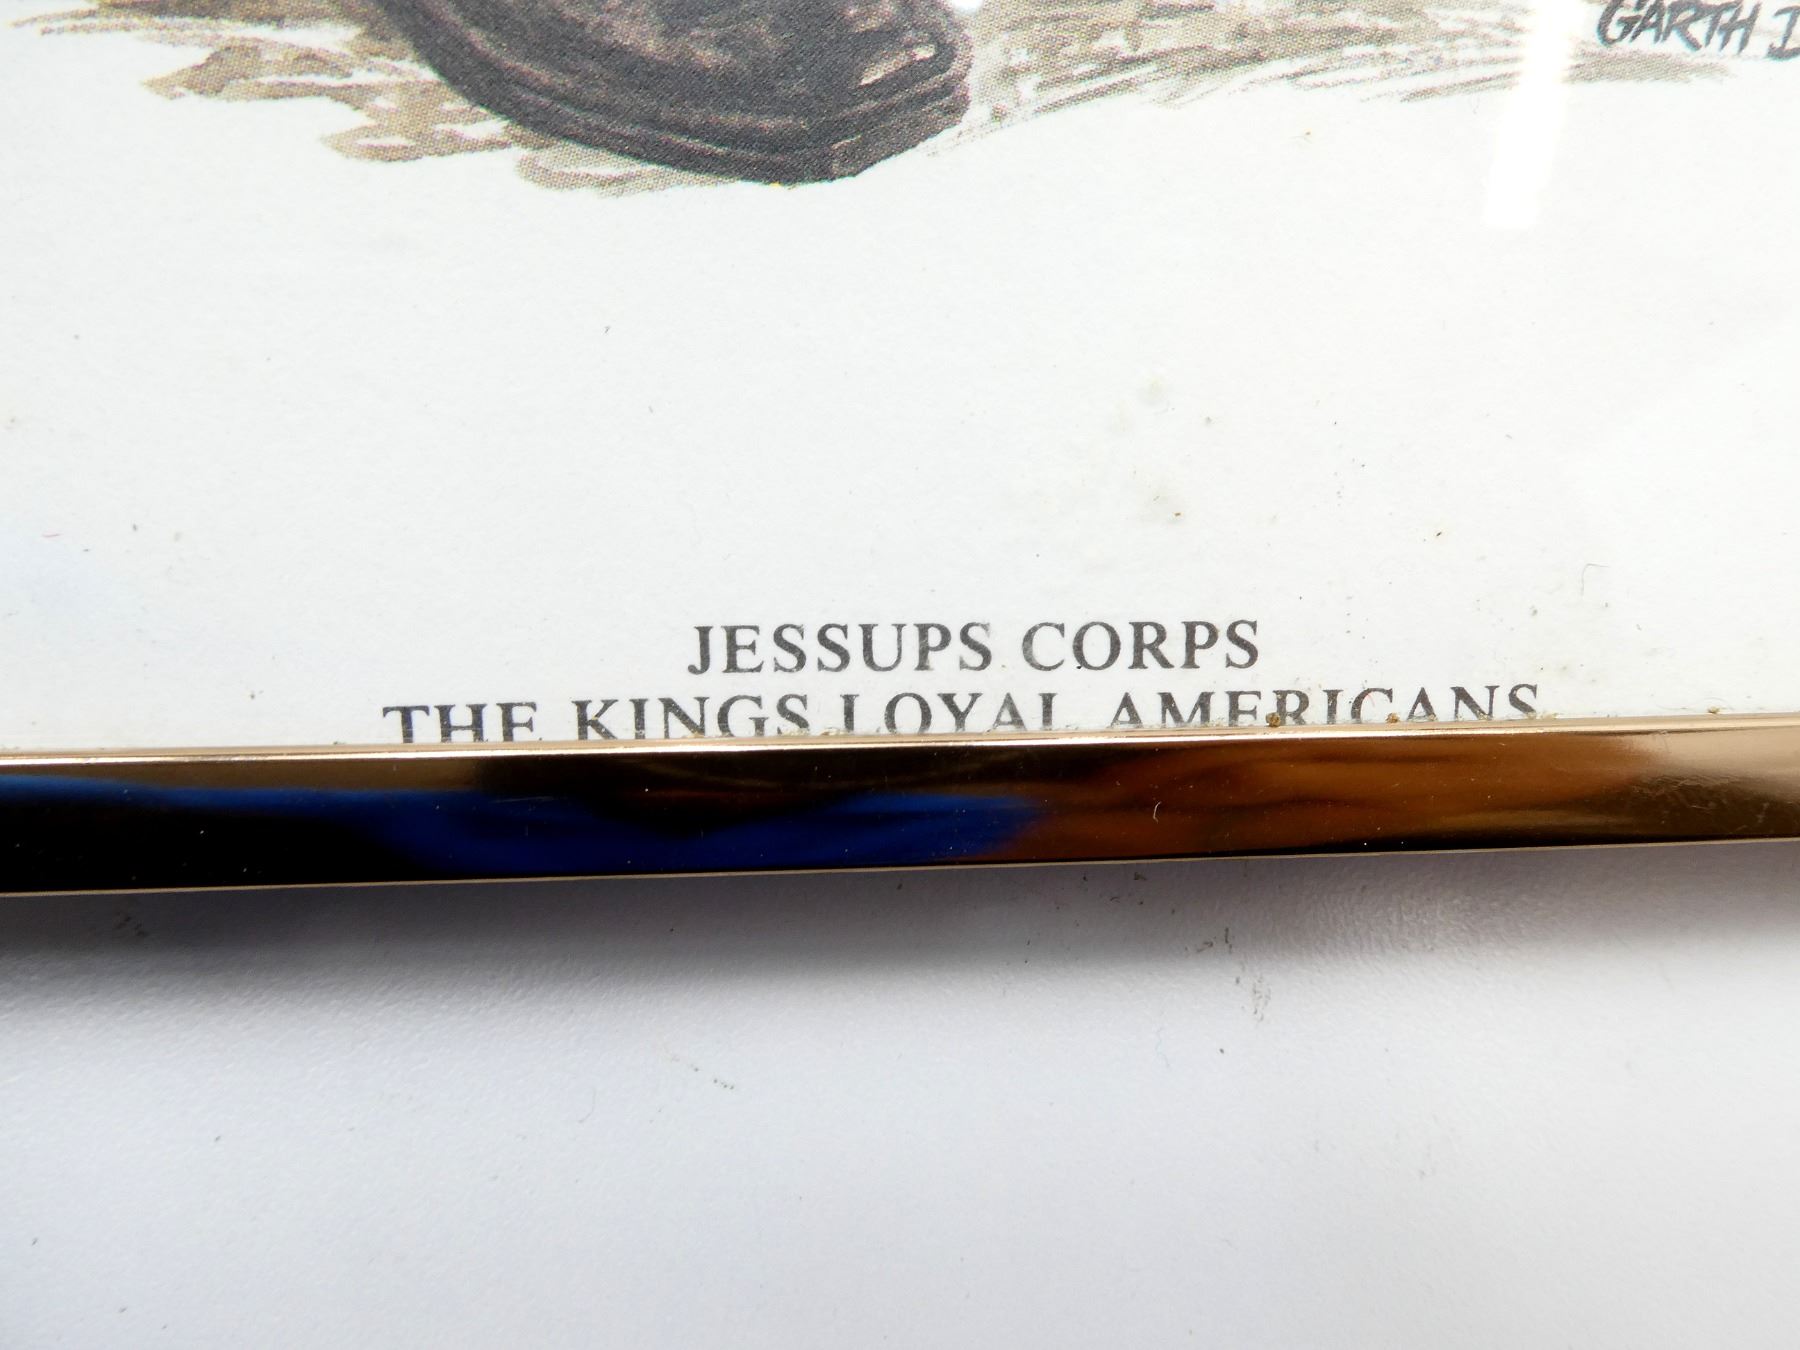 GARTH
JESSUPS CORPS
THE KINGS LOYAL AMERICANS